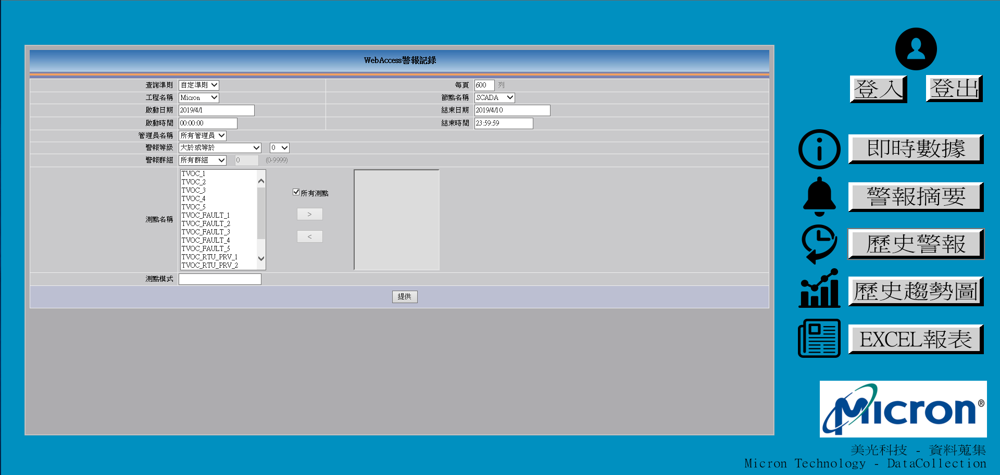 WebAccess警報記錄
查詢準則 自定準則 每頁 600 列
工程名稱 Micron 節點名稱 SCADA
啟動日期 2019/4/1 結束日期 2019/4/10
啟動時間 00:00:00 結束時間 23:59:59
管理員名稱 所有管理員
警報等級 大於或等於 0
警報群組 所有群組 0 (0-9999)
測點名稱
TVOC_1
TVOC_2
TVOC_3
TVOC_4
TVOC_5
TVOC_FAULT_1
TVOC_FAULT_2
TVOC_FAULT_3
TVOC_FAULT_4
TVOC_FAULT_5
TVOC_RTU_PRV_1
TVOC_RTU_PRV_2
所有測點
>
<
測點模式
提供
登入 登出
即時數據
警報摘要
歷史警報
歷史趨勢圖
EXCEL報表
Micron®
美光科技 - 資料蒐集
Micron Technology - DataCollection